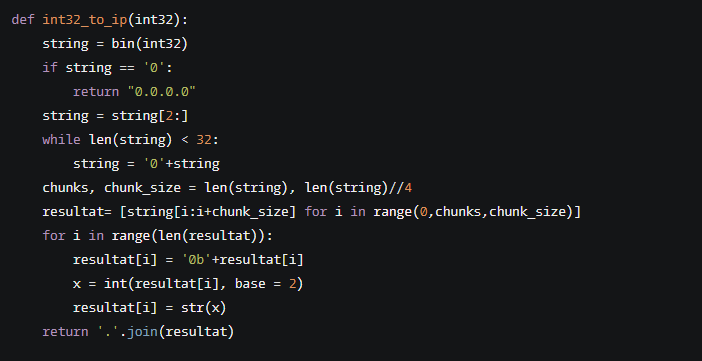 def int32_to_ip(int32):
    string = bin(int32)
    if string == '0':
        return "0.0.0.0"
    string = string[2:]
    while len(string) < 32:
        string = '0'+string
    chunks, chunk_size = len(string), len(string)//4
    resultat= [string[i:i+chunk_size] for i in range(0,chunks,chunk_size)]
    for i in range(len(resultat)):
        resultat[i] = '0b'+resultat[i]
        x = int(resultat[i], base = 2)
        resultat[i] = str(x)
    return '.'.join(resultat)